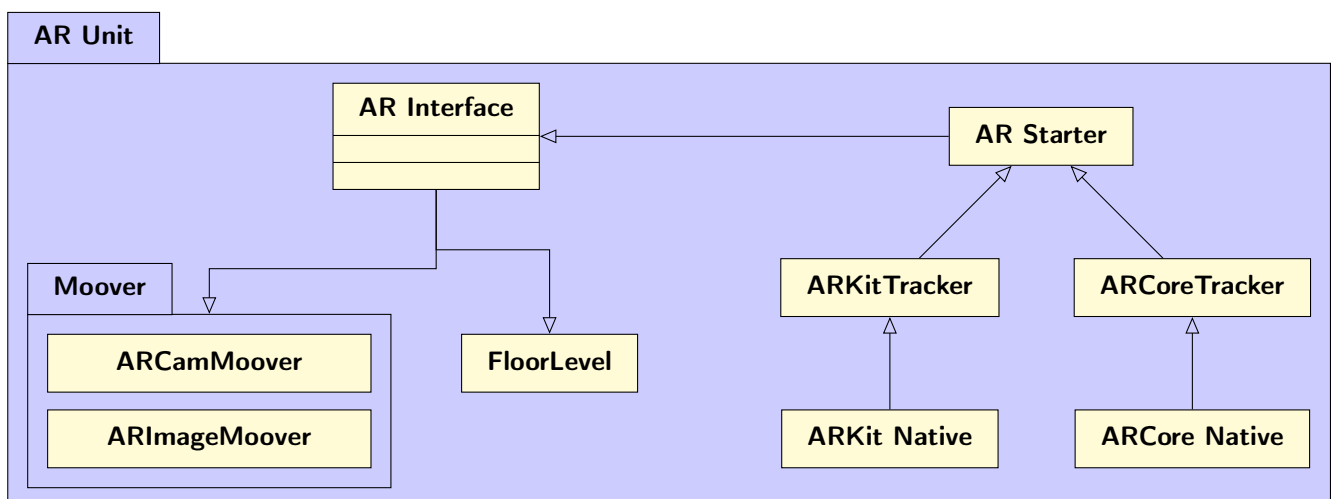 AR Unit
AR Interface
AR Starter
Moover
ARKitTracker
ARCoreTracker
ARCamMoover
FloorLevel
ARImageMoover
ARKit Native
ARCore Native